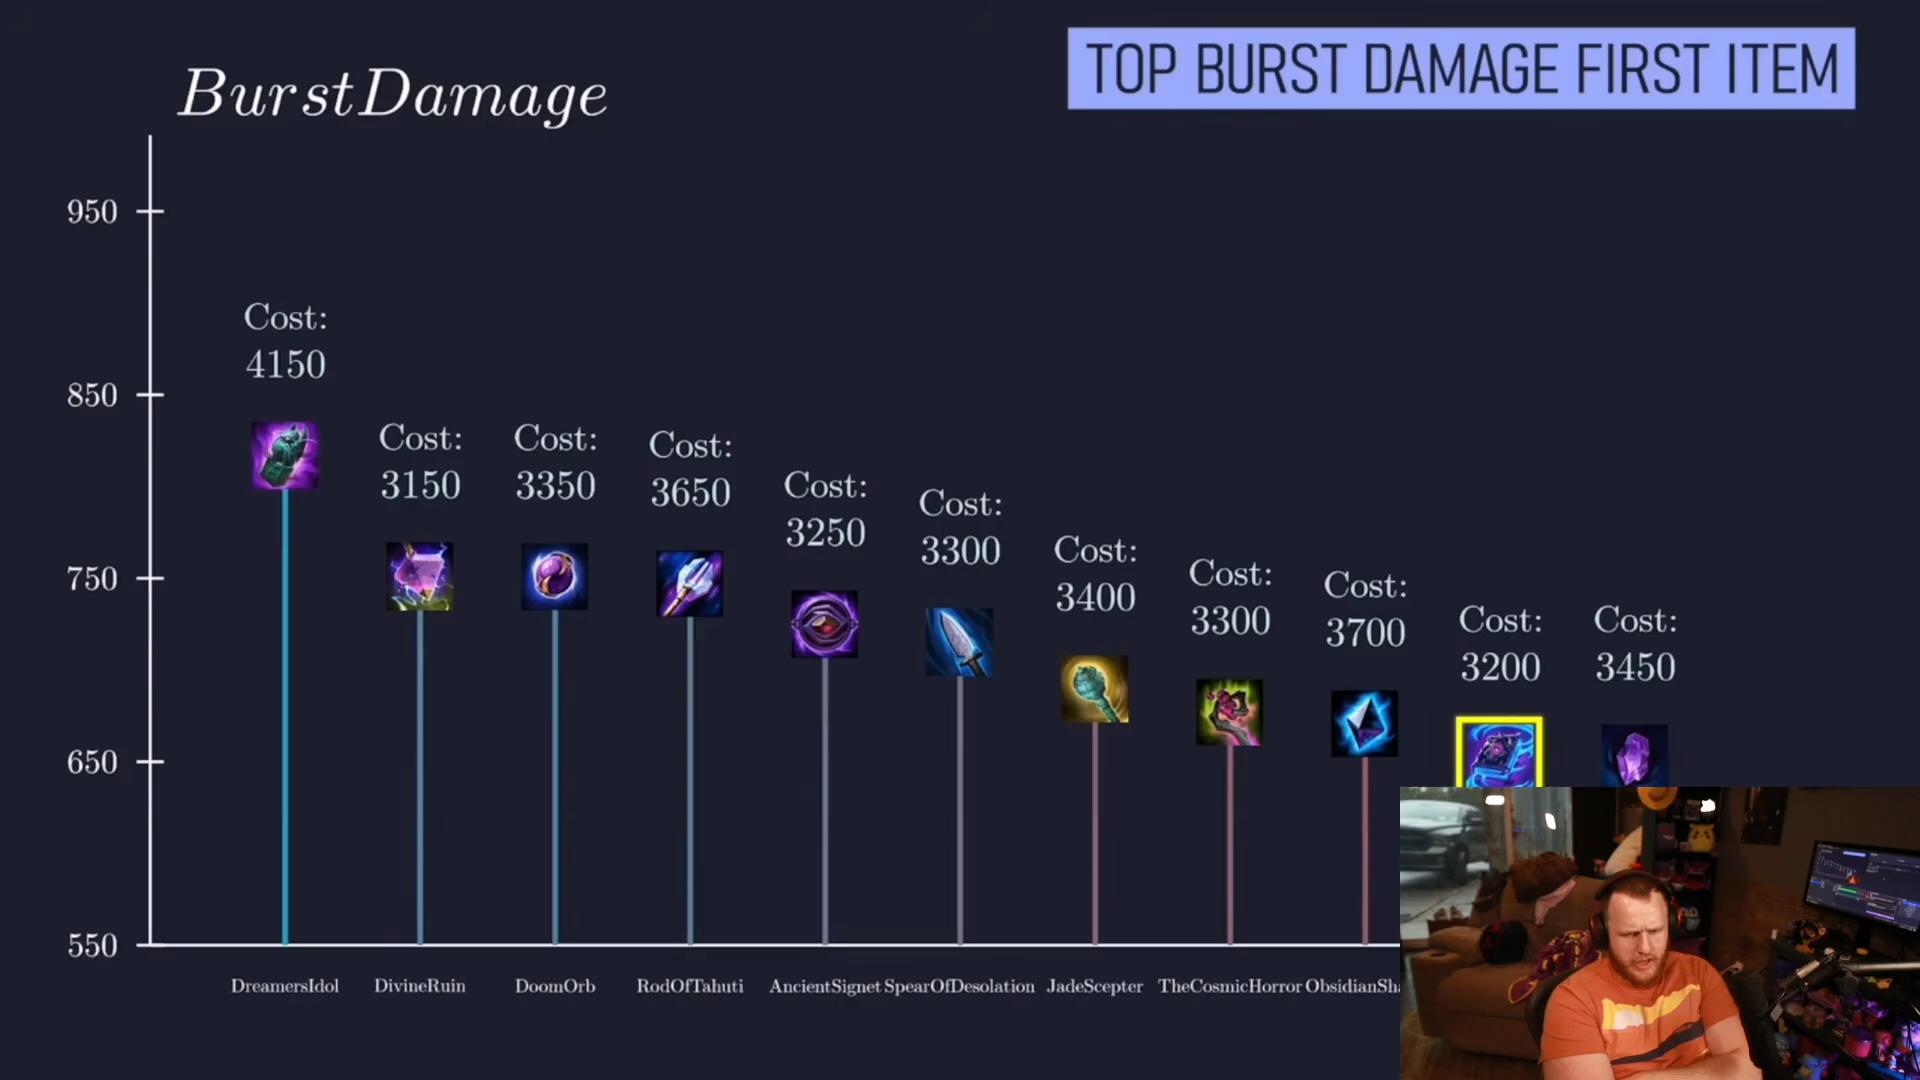 TOP BURST DAMAGE FIRST ITEM
BurstDamage
950
850
750
650
550
Cost:
4150
Cost:
3150
Cost:
3350
Cost:
3650
Cost:
3250
Cost:
3300
Cost:
3400
Cost:
3300
Cost:
3700
Cost:
3200
Cost:
3450
DreamersIdol
DivineRuin
DoomOrb
RodOfTahuti
AncientSignet
SpearOfDesolation
JadeScepter
TheCosmicHorror
ObsidianSha